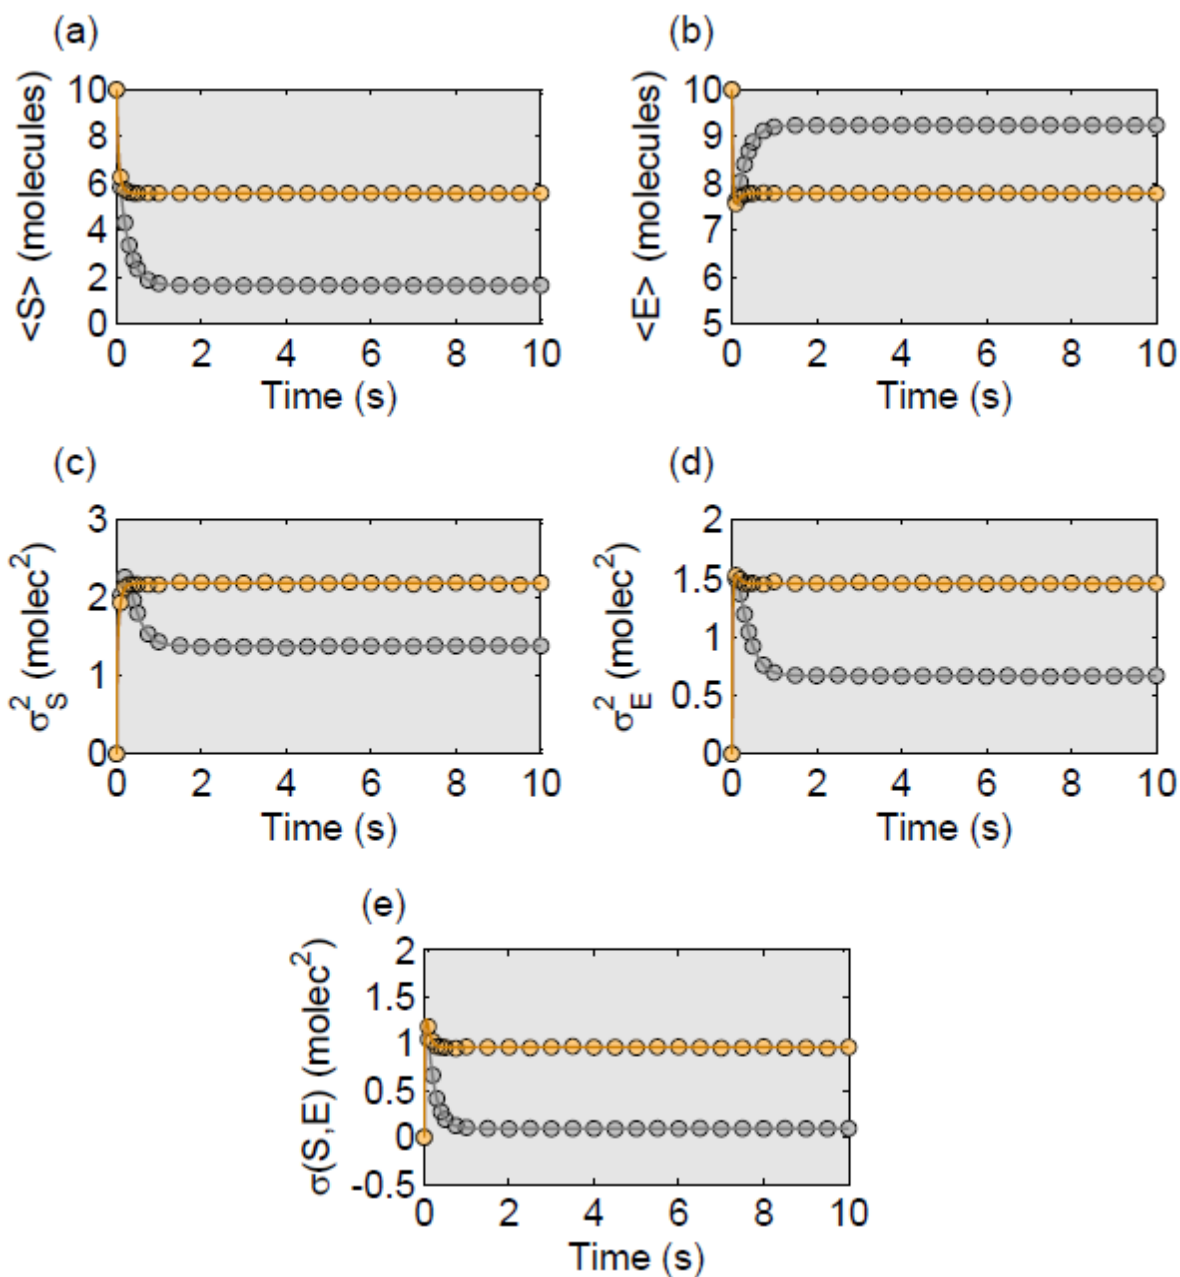 (a)
<S> (molecules)
10
8
6
4
2
0
0 2 4 6 8 10
Time (s)
(b)
<E> (molecules)
10
9
8
7
6
5
0 2 4 6 8 10
Time (s)
(c)
σ²_S (molec²)
3
2
1
0
0 2 4 6 8 10
Time (s)
(d)
σ²_E (molec²)
2
1.5
1
0.5
0
0 2 4 6 8 10
Time (s)
(e)
σ(S,E) (molec²)
2
1.5
1
0.5
0
-0.5
0 2 4 6 8 10
Time (s)